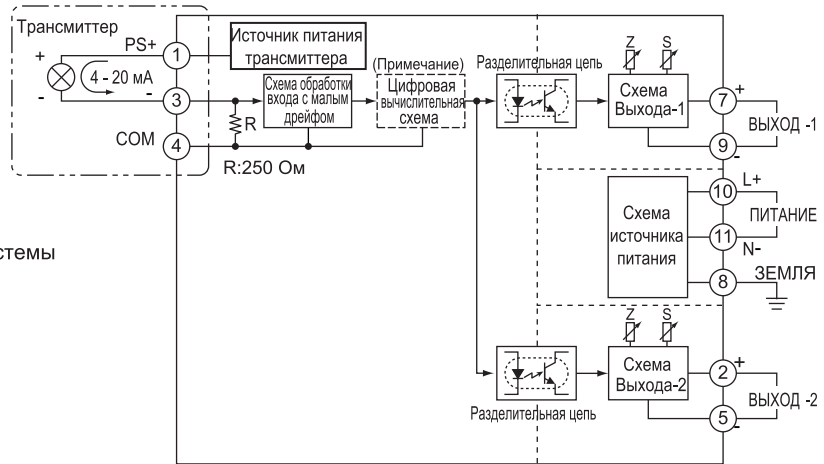 Трансмиттер
PS+
1
Источник питания
трансмиттера
+
4 - 20 мА
-
-
3
Схема обработки
входа с малым
дрейфом
(Примечание)
Цифровая
вычислительная
схема
R
COM
4
R:250 Ом
Разделительная цепь
Z
S
Схема
Выхода-1
7
+
ВЫХОД -1
9
-
стемы
Схема
источника
питания
10
L+
ПИТАНИЕ
11
N-
8
ЗЕМЛЯ
Z
S
Схема
Выхода-2
2
+
ВЫХОД -2
5
-
Разделительная цепь